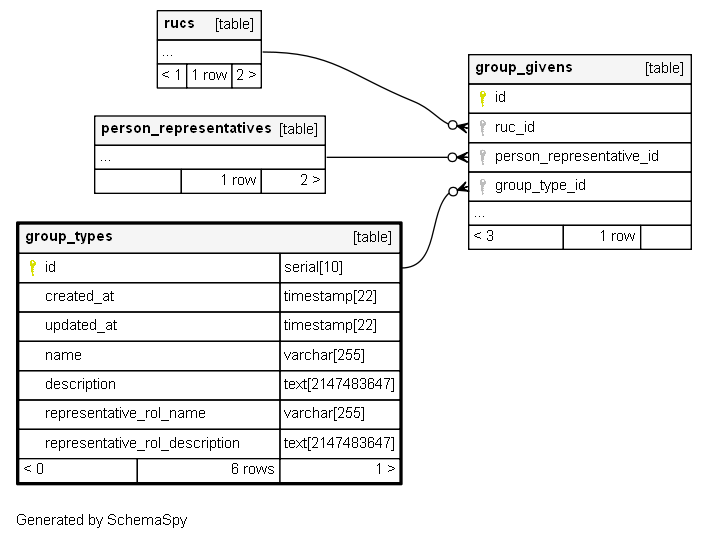 rucs [table]
...
< 1 1 row 2 >
person_representatives [table]
...
1 row 2 >
group_types [table]
id serial[10]
created_at timestamp[22]
updated_at timestamp[22]
name varchar[255]
description text[2147483647]
representative_rol_name varchar[255]
representative_rol_description text[2147483647]
< 0 6 rows 1 >
group_givens [table]
id
ruc_id
person_representative_id
group_type_id
...
< 3 1 row
Generated by SchemaSpy